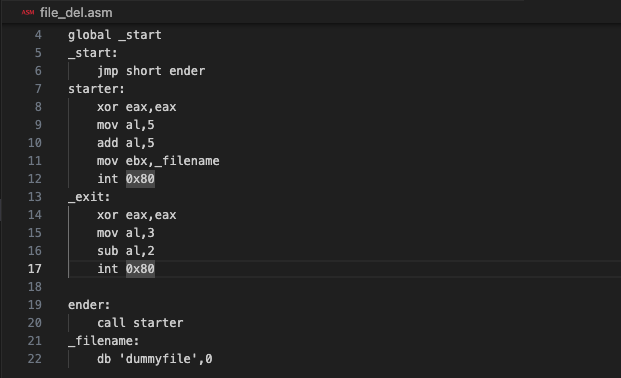 ASM file_del.asm
4 global _start
5 _start:
6     jmp short ender
7 starter:
8     xor eax,eax
9     mov al,5
10     add al,5
11     mov ebx,_filename
12     int 0x80
13 _exit:
14     xor eax,eax
15     mov al,3
16     sub al,2
17     int 0x80
18
19 ender:
20     call starter
21 _filename:
22     db 'dummyfile',0